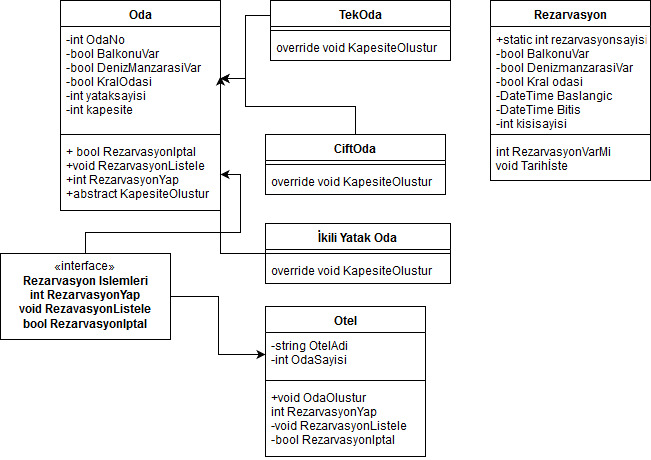 Oda
-int OdaNo
-bool BalkonuVar
-bool DenizManzarasiVar
-bool KralOdasi
-int yataksayisi
-int kapesite
+ bool RezarvasyonIptal
+void RezarvasyonListele
+int RezarvasyonYap
+abstract KapesiteOlustur
TekOda
override void KapesiteOlustur
CiftOda
override void KapesiteOlustur
İkili Yatak Oda
override void KapesiteOlustur
Rezarvasyon
+static int rezarvasyonsayisi
-bool BalkonuVar
-bool DenizmanzarasiVar
-bool Kral odasi
-DateTime Baslangic
-DateTime Bitis
-int kisisayisi
int RezarvasyonVarMi
void Tarihİste
«interface»
Rezarvasyon Islemleri
int RezarvasyonYap
void RezavasyonListele
bool RezarvasyonIptal
Otel
-string OtelAdi
-int OdaSayisi
+void OdaOlustur
int RezarvasyonYap
-void RezarvasyonListele
-bool RezarvasyonIptal